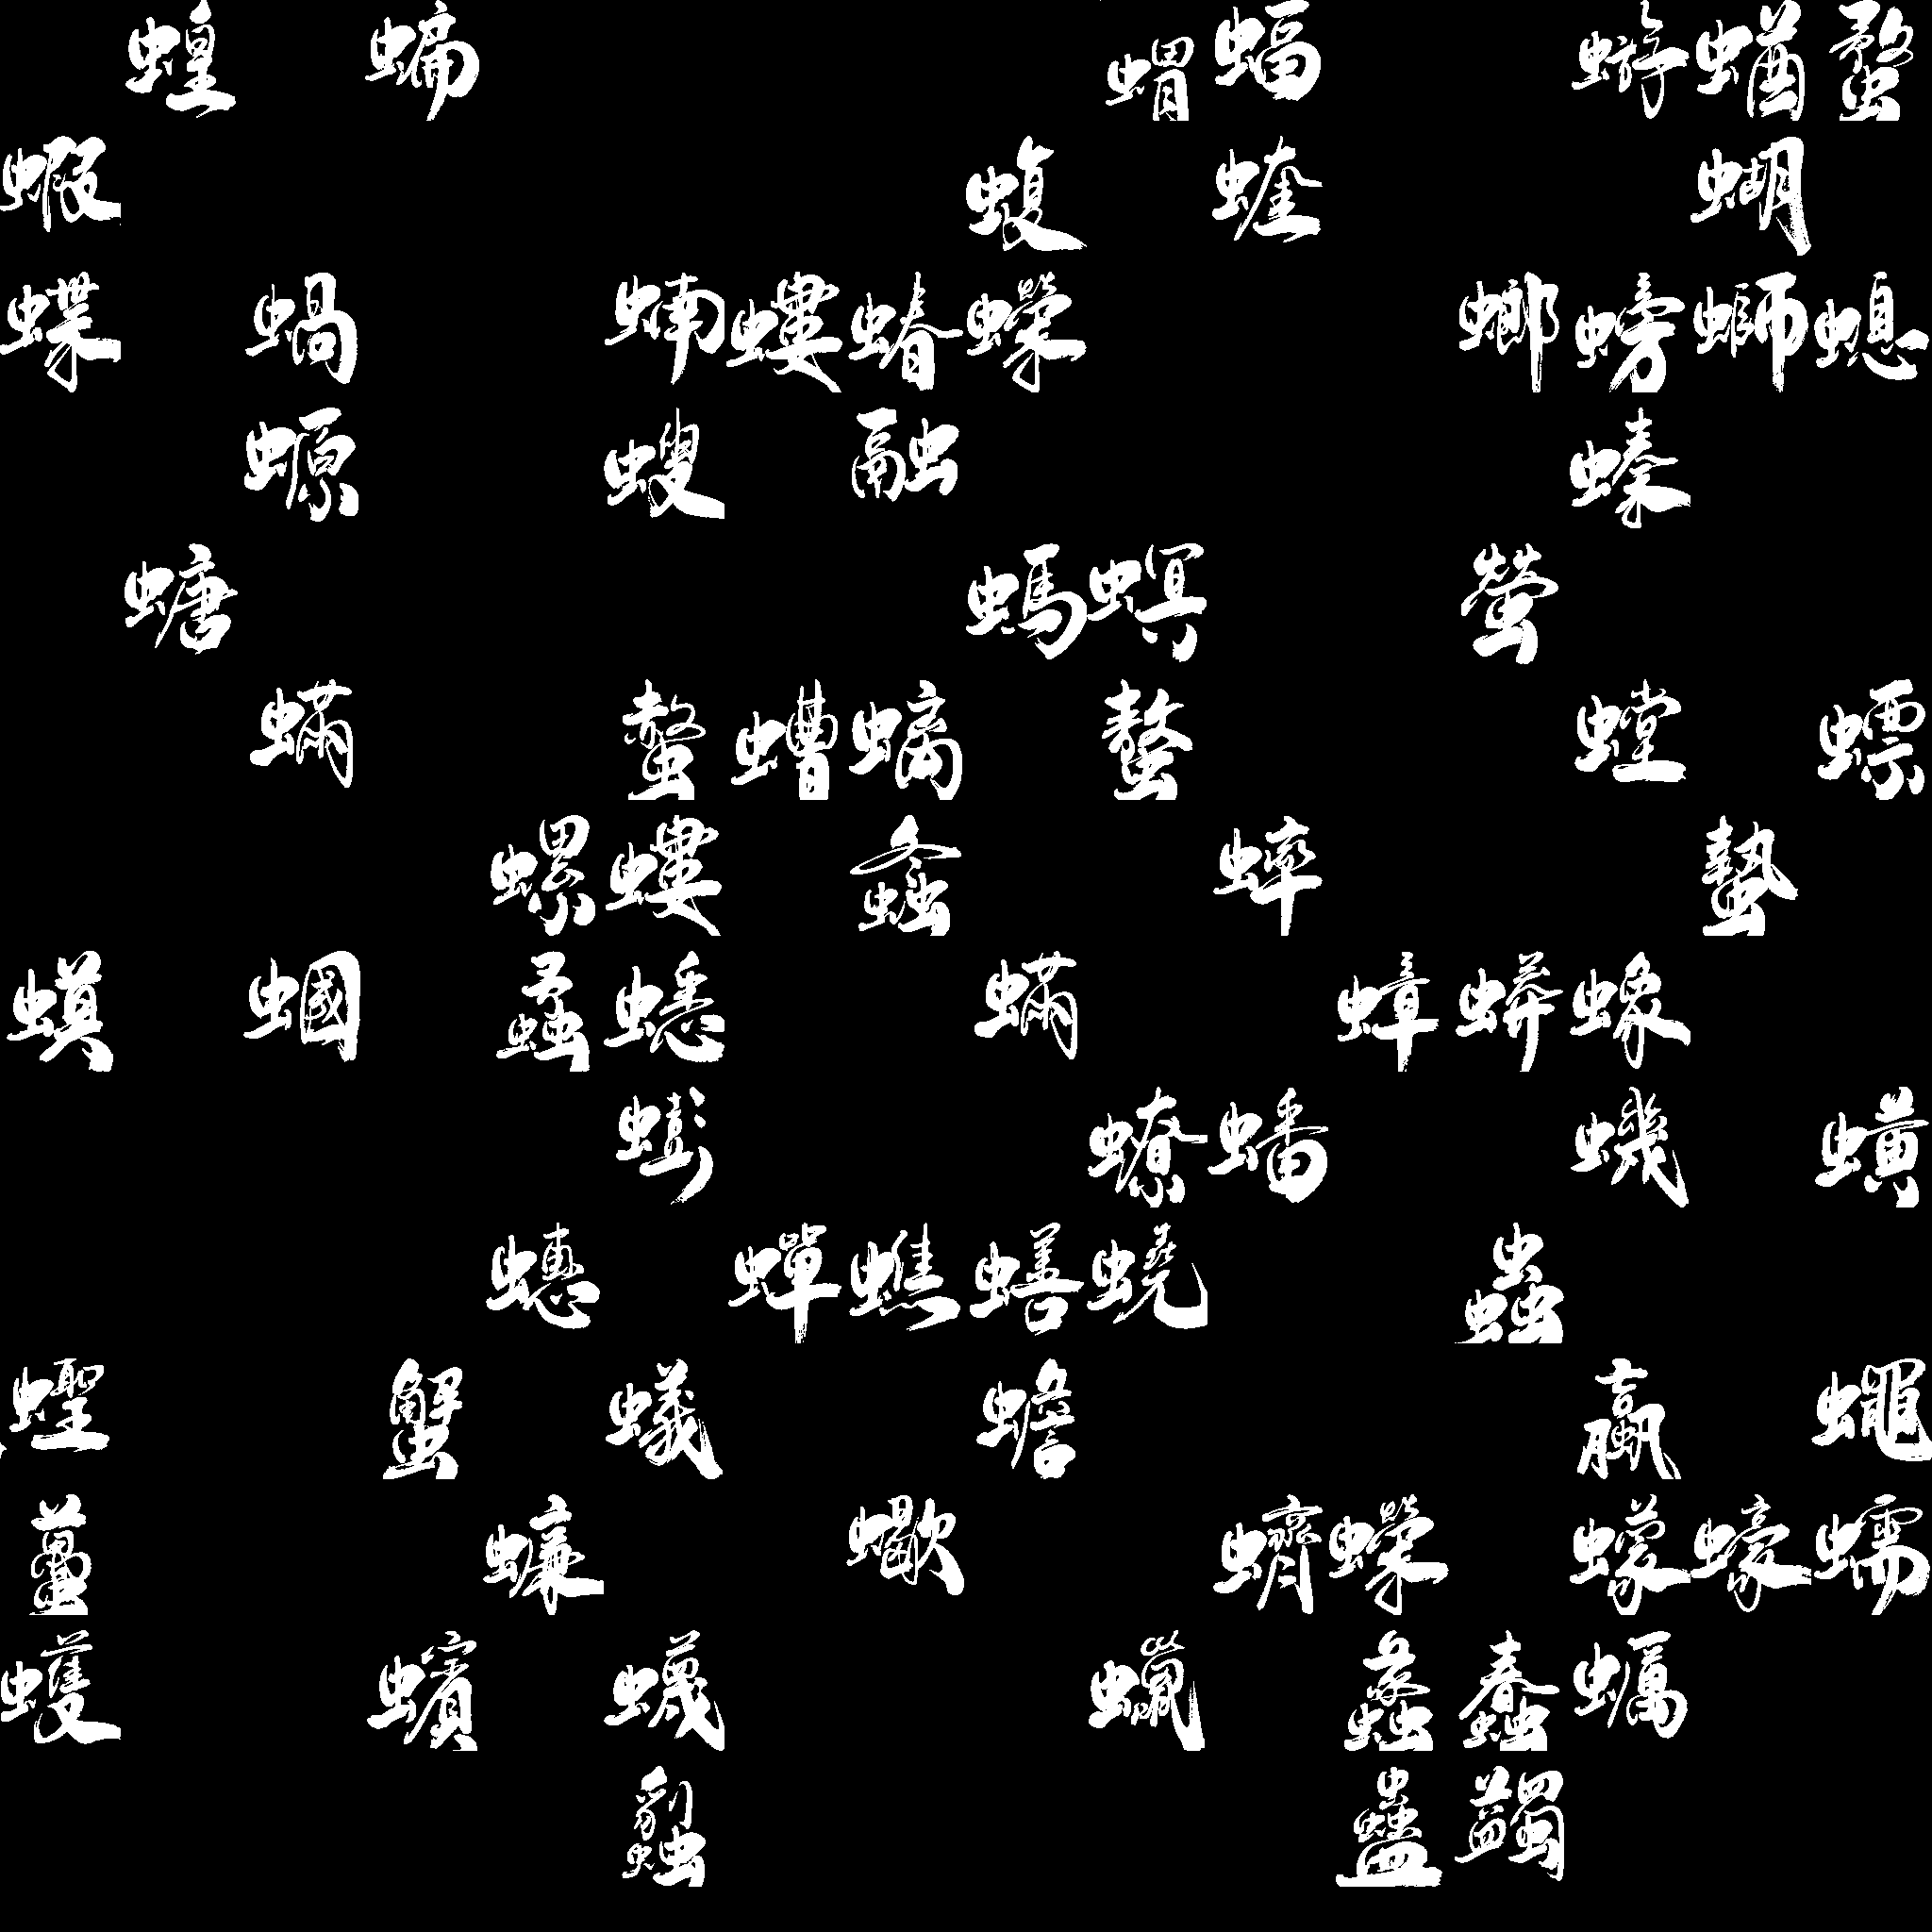 蝗蝙蝟蝠蝣蝤蝥
蝦蝮蝰蝴
蝶蝸蝻螻蝽蠑螂螃螄螅
螈螋融螓
螗螞螟螢
蟎螫螬螭螯螳螵
螺螻螽蟀蟄
蟆蟈蟊蟋蟎蟑蟒蟓
蟛蟟蟠蟣蟥
蟪蟬蟭蟮蟯蟲
蟶蟹蟻蟾蠃蠅
蠆蠊蠍蠐蠑蠓蠔蠕
蠖蠙蠛蠟蠡蠢蠣
蠫蠱蠲